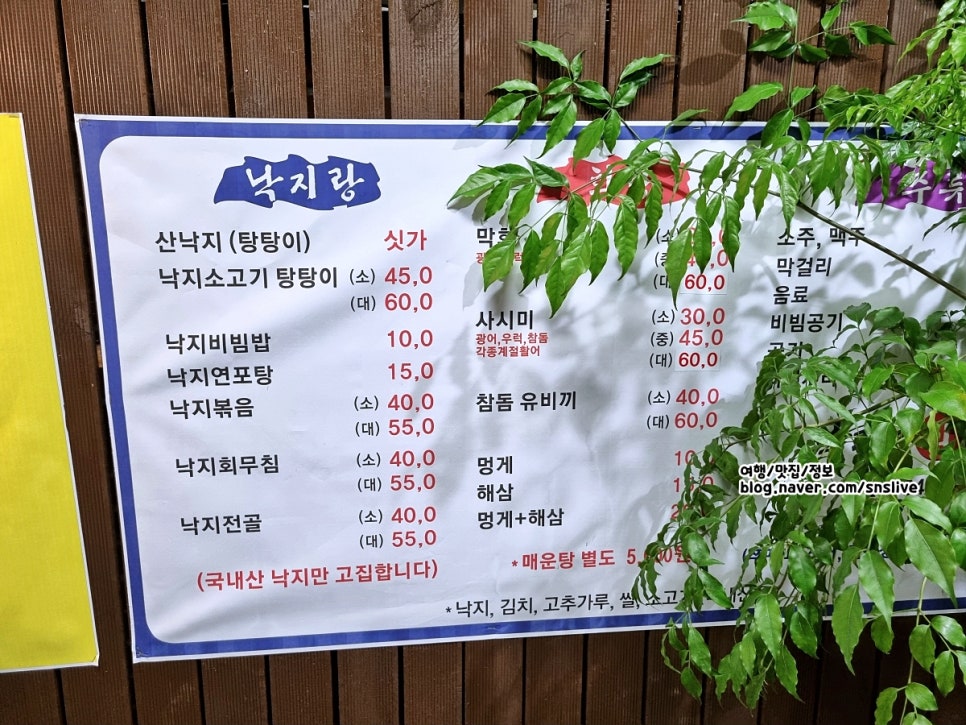 낙지랑
산낙지 (탕탕이) 싯가
낙지소고기 탕탕이 (소) 45,0
(대) 60,0
낙지비빔밥 10,0
낙지연포탕 15,0
낙지볶음 (소) 40,0
(대) 55,0
낙지회무침 (소) 40,0
(대) 55,0
낙지전골 (소) 40,0
(대) 55,0
(국내산 낙지만 고집합니다)
(대 60,0
사시미 (소) 30,0
광어,우럭,참돔 (중) 45,0
각종계절활어 (대) 60,0
참돔 유비끼 (소) 40,0
(대) 60,0
멍게
해삼
멍게+해삼
*매운탕 별도
소주, 맥주
막걸리
음료
비빔공기
*낙지, 김치, 고추가루, 쌀,
여행/맛집/정보
blog.naver.com/snslive